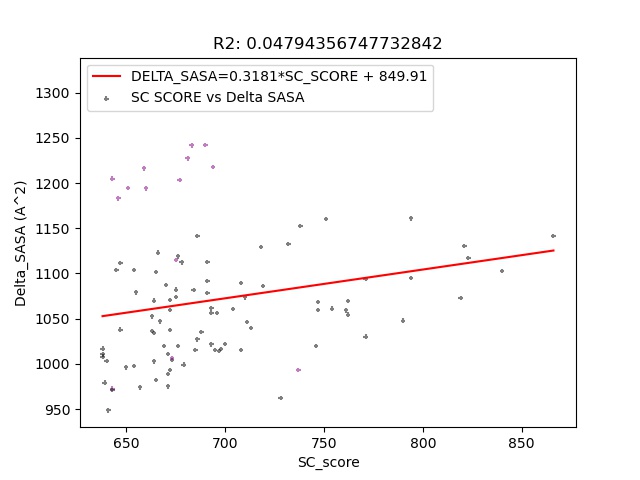 R2: 0.04794356747732842
DELTA_SASA=0.3181*SC_SCORE + 849.91
SC SCORE vs Delta SASA
Delta_SASA (A^2)
1300
1250
1200
1150
1100
1050
1000
950
650 700 750 800 850
SC_score